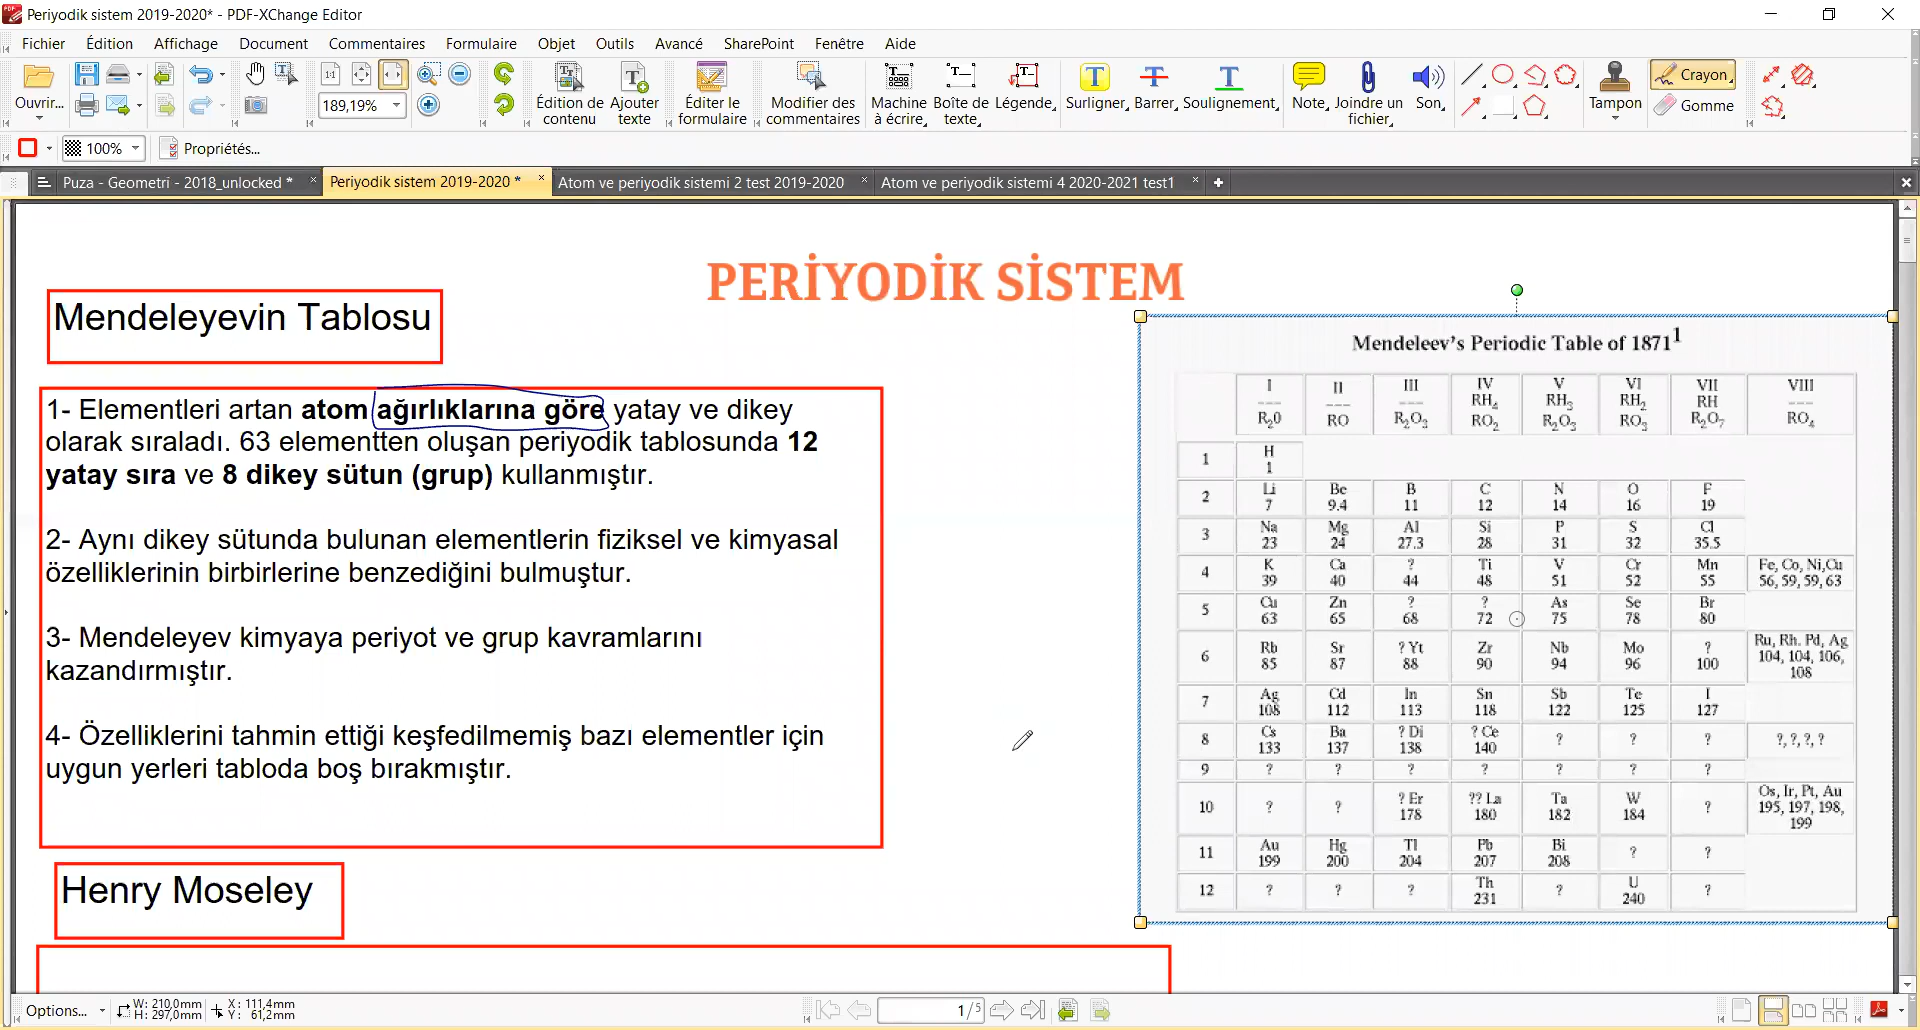 Periyodik sistem 2019-2020* - PDF-XChange Editor
Fichier Édition Affichage Document Commentaires Formulaire Objet Outils Avancé SharePoint Fenêtre Aide
Ouvrir...
189,19%
Édition de contenu
Ajouter texte
Éditer le formulaire
Modifier des commentaires
Machine à écrire
Boîte de texte
Légende
Surligner
Barrer
Soulignement
Note
Joindre un fichier
Son
Tampon
Crayon
Gomme
100% Propriétés...
Puza - Geometri - 2018_unlocked * Periyodik sistem 2019-2020 * Atom ve periyodik sistemi 2 test 2019-2020 Atom ve periyodik sistemi 4 2020-2021 test1
PERİYODİK SİSTEM
Mendeleyevin Tablosu
1- Elementleri artan atom ağırlıklarına göre yatay ve dikey
olarak sıraladı. 63 elementten oluşan periyodik tablosunda 12
yatay sıra ve 8 dikey sütun (grup) kullanmıştır.
2- Aynı dikey sütunda bulunan elementlerin fiziksel ve kimyasal
özelliklerinin birbirlerine benzediğini bulmuştur.
3- Mendeleyev kimyaya periyot ve grup kavramlarını
kazandırmıştır.
4- Özelliklerini tahmin ettiği keşfedilmemiş bazı elementler için
uygun yerleri tabloda boş bırakmıştır.
Henry Moseley
Mendeleev's Periodic Table of 1871¹
I II III IV V VI VII VIII
--- --- --- RH₄ RH₃ RH₂ RH ---
R₂0 RO R₂O₃ RO₂ R₂O₅ RO₃ R₂O₇ RO₄
1 H 1
2 Li 7 Be 9.4 B 11 C 12 N 14 O 16 F 19
3 Na 23 Mg 24 Al 27.3 Si 28 P 31 S 32 Cl 35.5
4 K 39 Ca 40 ? 44 Ti 48 V 51 Cr 52 Mn 55 Fe, Co, Ni,Cu 56, 59, 59, 63
5 Cu 63 Zn 65 ? 68 ? 72 As 75 Se 78 Br 80
6 Rb 85 Sr 87 ? Yt 88 Zr 90 Nb 94 Mo 96 ? 100 Ru, Rh. Pd, Ag 104, 104, 106, 108
7 Ag 108 Cd 112 In 113 Sn 118 Sb 122 Te 125 I 127
8 Cs 133 Ba 137 ? Di 138 ? Ce 140 ? ? ? ?, ?, ?, ?
9 ? ? ? ? ? ? ?
10 ? ? ? Er 178 ?? La 180 Ta 182 W 184 ? Os, Ir, Pt, Au 195, 197, 198, 199
11 Au 199 Hg 200 Tl 204 Pb 207 Bi 208 ? ?
12 ? ? ? Th 231 ? U 240 ?
Options... W: 210,0mm H: 297,0mm X: 111,4mm Y: 61,2mm 1/5